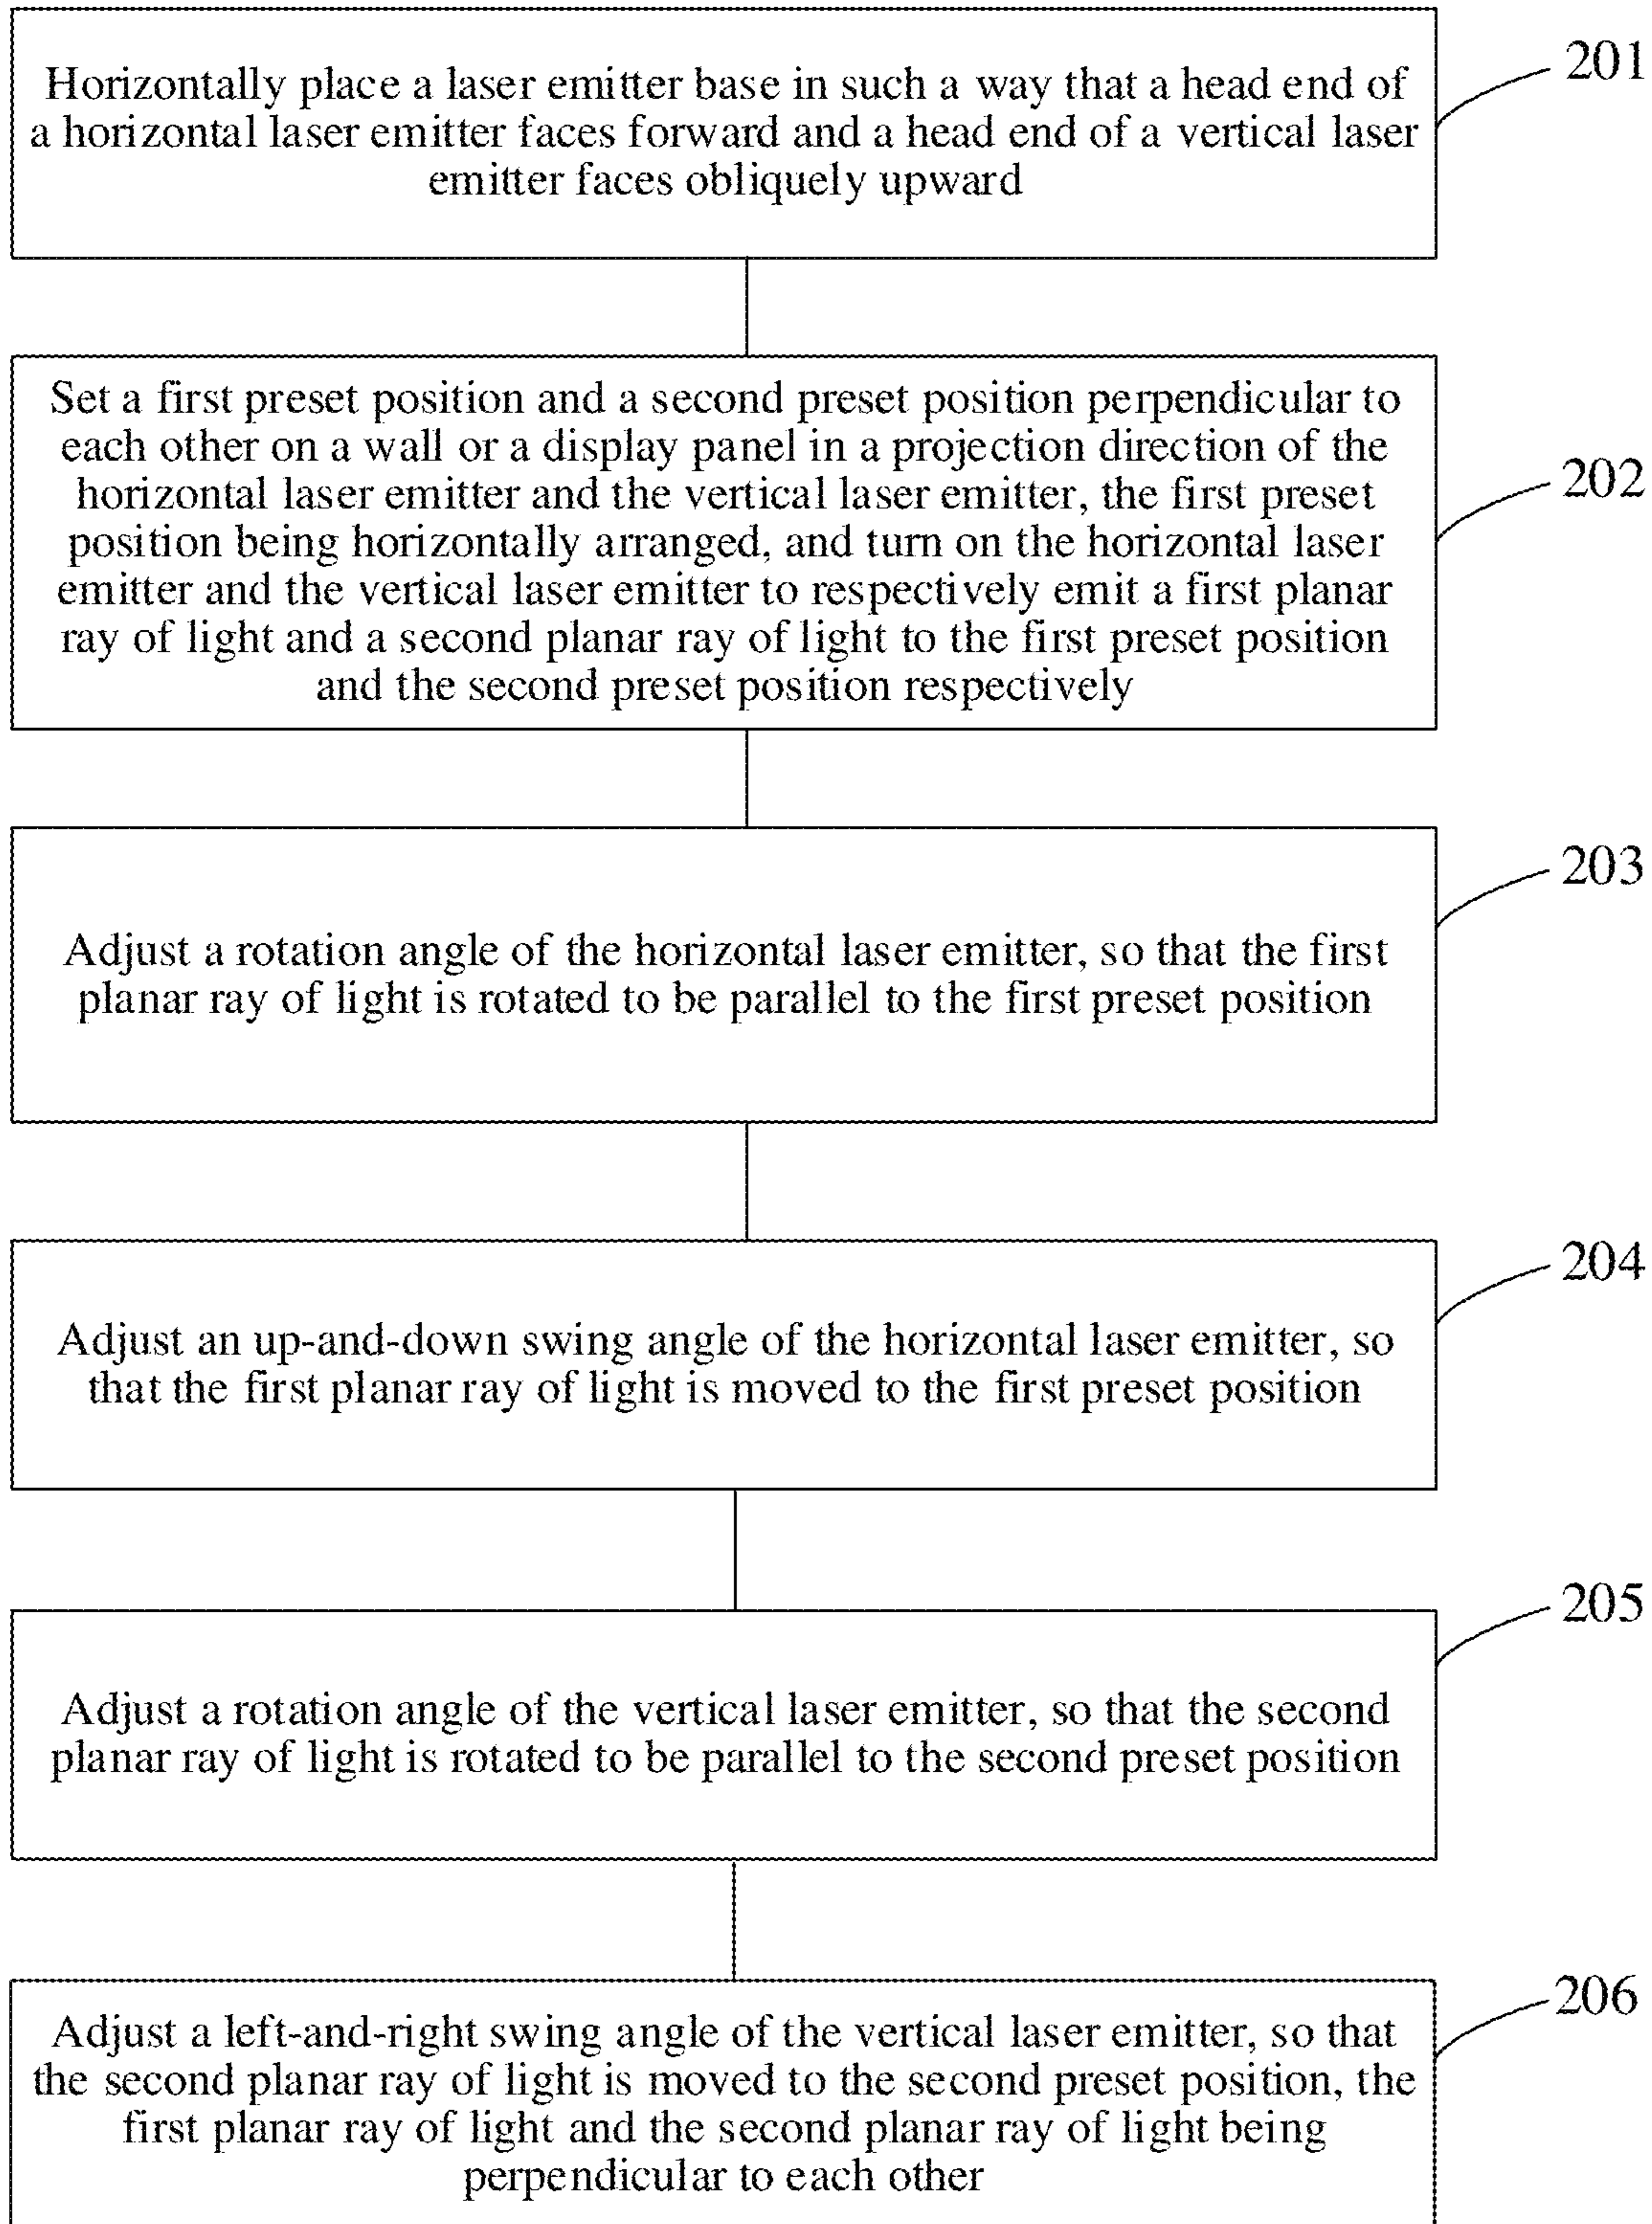 Horizontally place a laser emitter base in such a way that a head end of
a horizontal laser emitter faces forward and a head end of a vertical laser
emitter faces obliquely upward
201
Set a first preset position and a second preset position perpendicular to
each other on a wall or a display panel in a projection direction of the
horizontal laser emitter and the vertical laser emitter, the first preset
position being horizontally arranged, and turn on the horizontal laser
emitter and the vertical laser emitter to respectively emit a first planar
ray of light and a second planar ray of light to the first preset position
and the second preset position respectively
202
Adjust a rotation angle of the horizontal laser emitter, so that the first
planar ray of light is rotated to be parallel to the first preset position
203
Adjust an up-and-down swing angle of the horizontal laser emitter, so
that the first planar ray of light is moved to the first preset position
204
Adjust a rotation angle of the vertical laser emitter, so that the second
planar ray of light is rotated to be parallel to the second preset position
205
Adjust a left-and-right swing angle of the vertical laser emitter, so that
the second planar ray of light is moved to the second preset position, the
first planar ray of light and the second planar ray of light being
perpendicular to each other
206